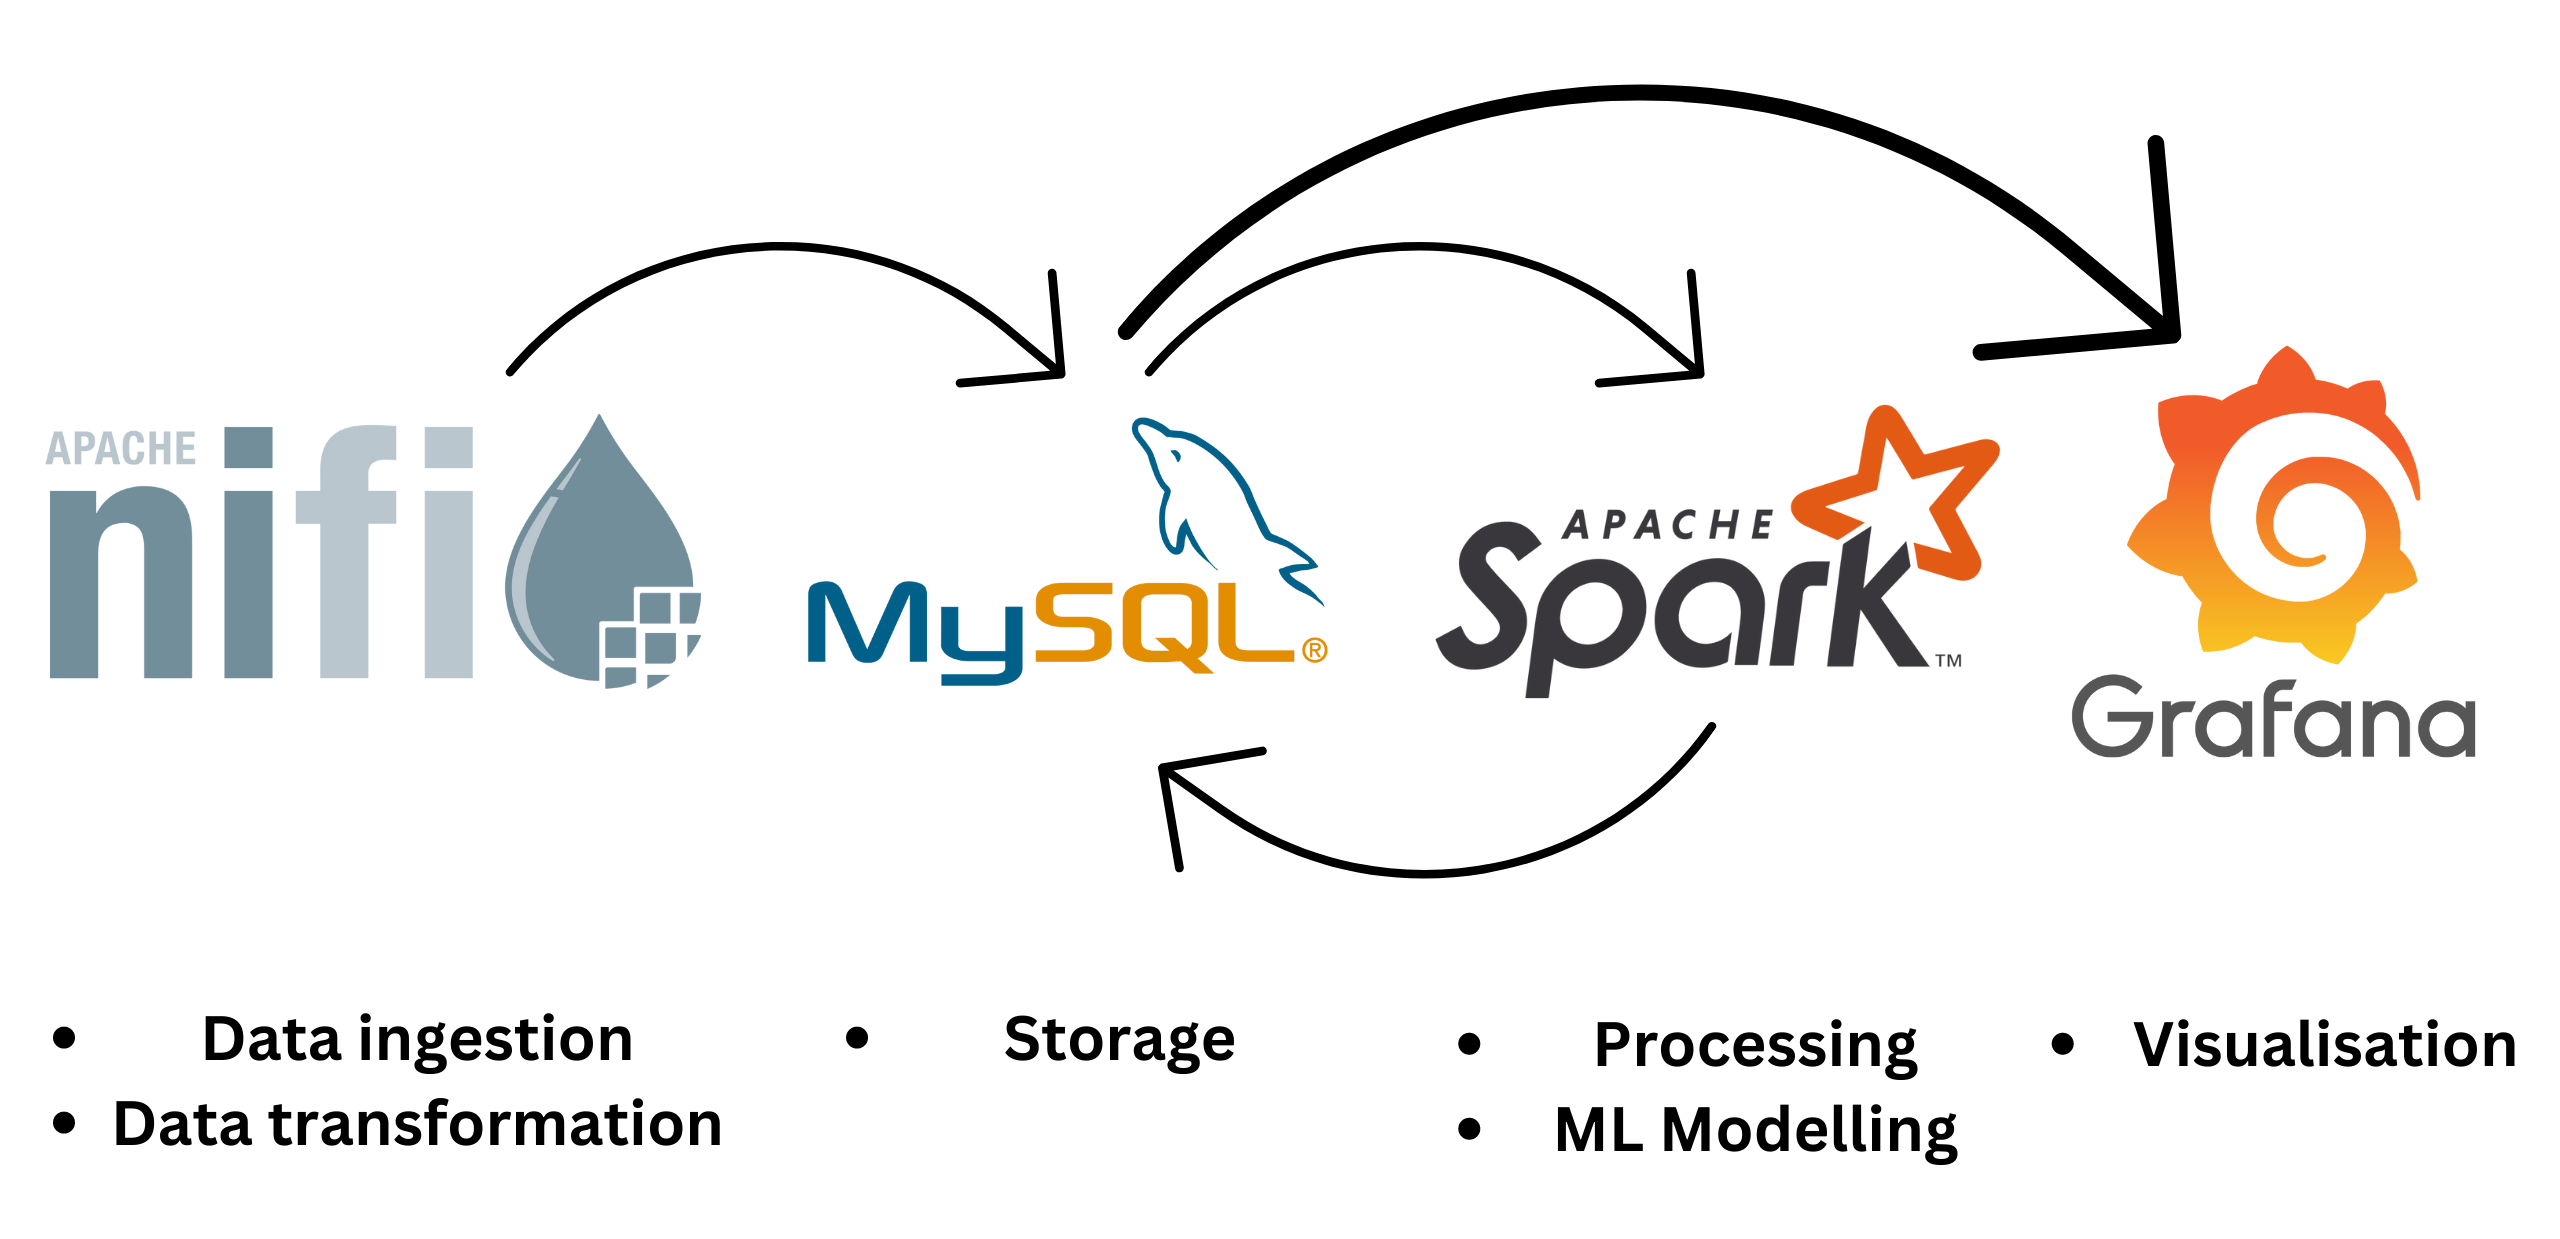 APACHE
nifi
MySQL®
APACHE
Spark™
Grafana
• Data ingestion
• Data transformation
• Storage
• Processing
• ML Modelling
• Visualisation